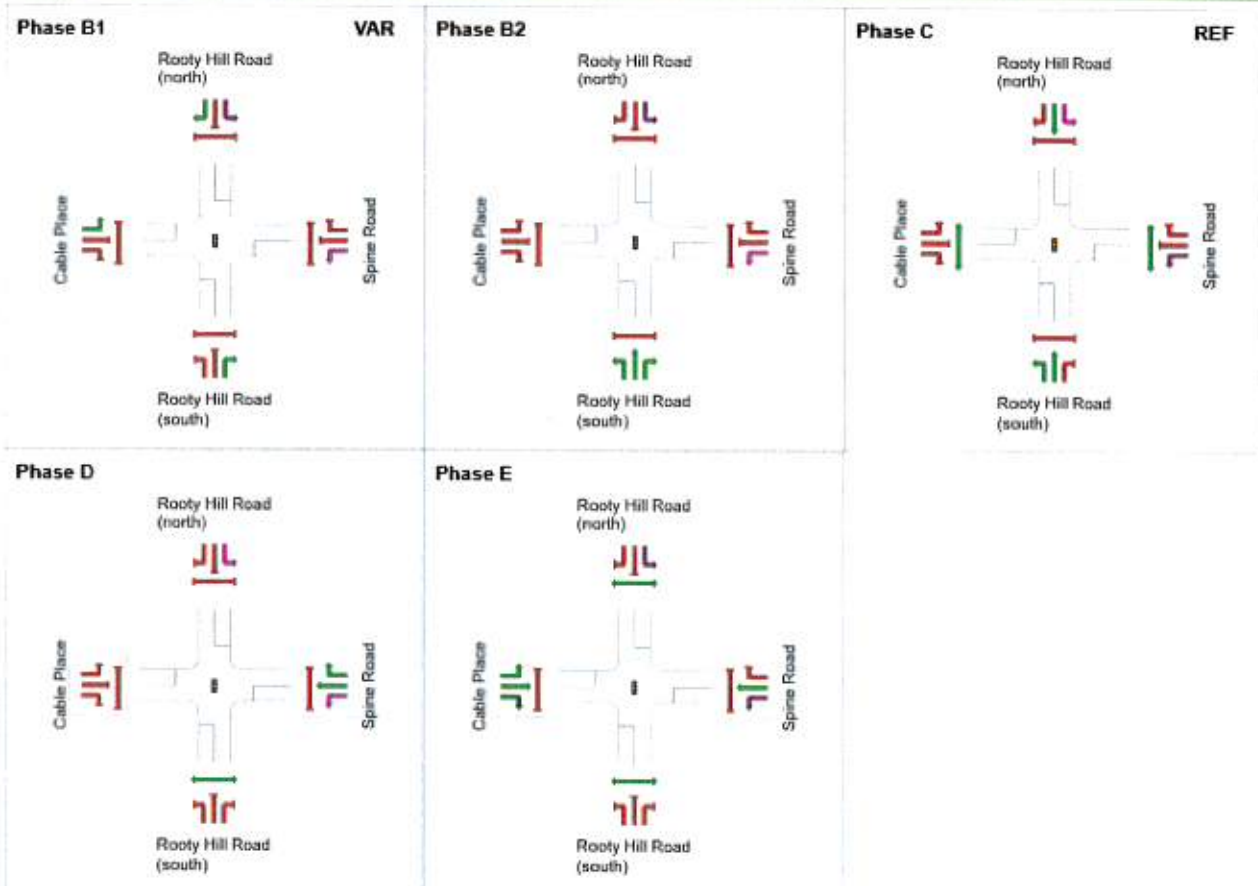 Phase B1 VAR
Rooty Hill Road
(north)
Cable Place
Spine Road
Rooty Hill Road
(south)
Phase B2
Rooty Hill Road
(north)
Cable Place
Spine Road
Rooty Hill Road
(south)
Phase C REF
Rooty Hill Road
(north)
Cable Place
Spine Road
Rooty Hill Road
(south)
Phase D
Rooty Hill Road
(north)
Cable Place
Spine Road
Rooty Hill Road
(south)
Phase E
Rooty Hill Road
(north)
Cable Place
Spine Road
Rooty Hill Road
(south)